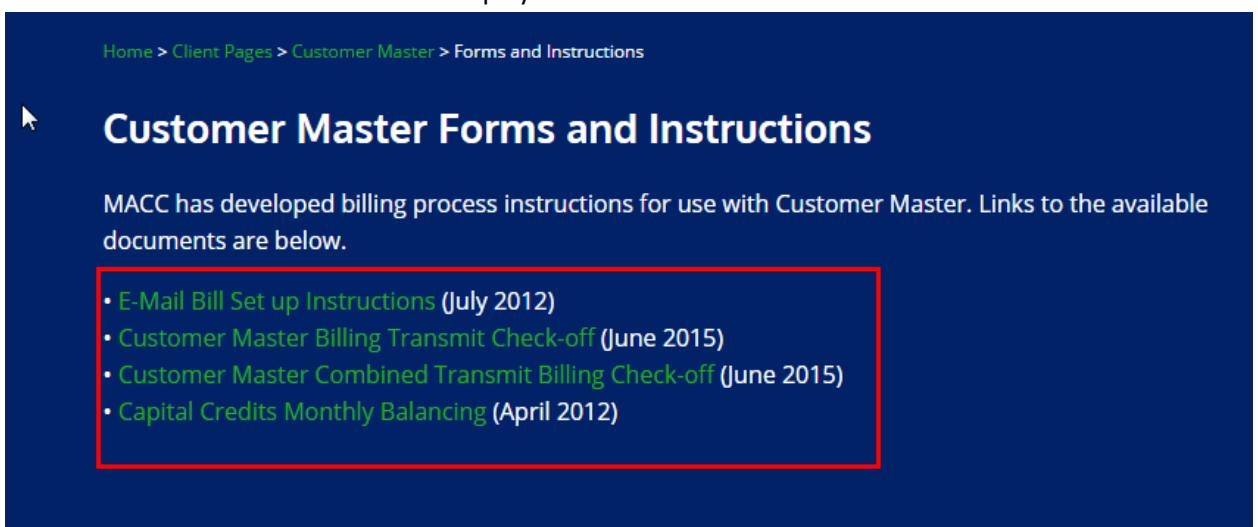 Home > Client Pages > Customer Master > Forms and Instructions
Customer Master Forms and Instructions
MACC has developed billing process instructions for use with Customer Master. Links to the available
documents are below.
• E-Mail Bill Set up Instructions (July 2012)
• Customer Master Billing Transmit Check-off (June 2015)
• Customer Master Combined Transmit Billing Check-off (June 2015)
• Capital Credits Monthly Balancing (April 2012)